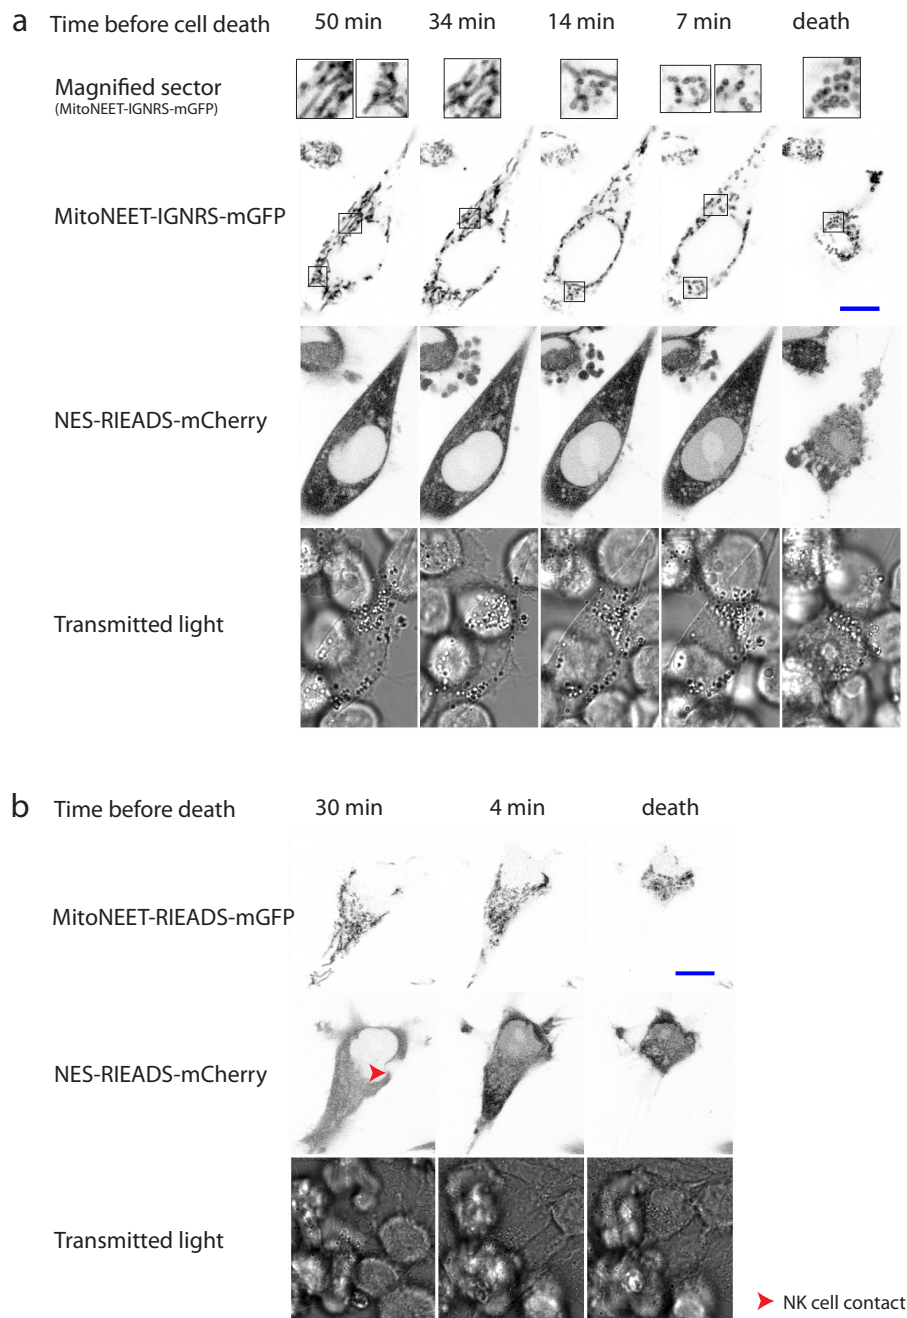 a Time before cell death 50 min 34 min 14 min 7 min death
Magnified sector
(MitoNEET-IGNRS-mGFP)
MitoNEET-IGNRS-mGFP
NES-RIEADS-mCherry
Transmitted light
b Time before death 30 min 4 min death
MitoNEET-RIEADS-mGFP
NES-RIEADS-mCherry
Transmitted light
NK cell contact